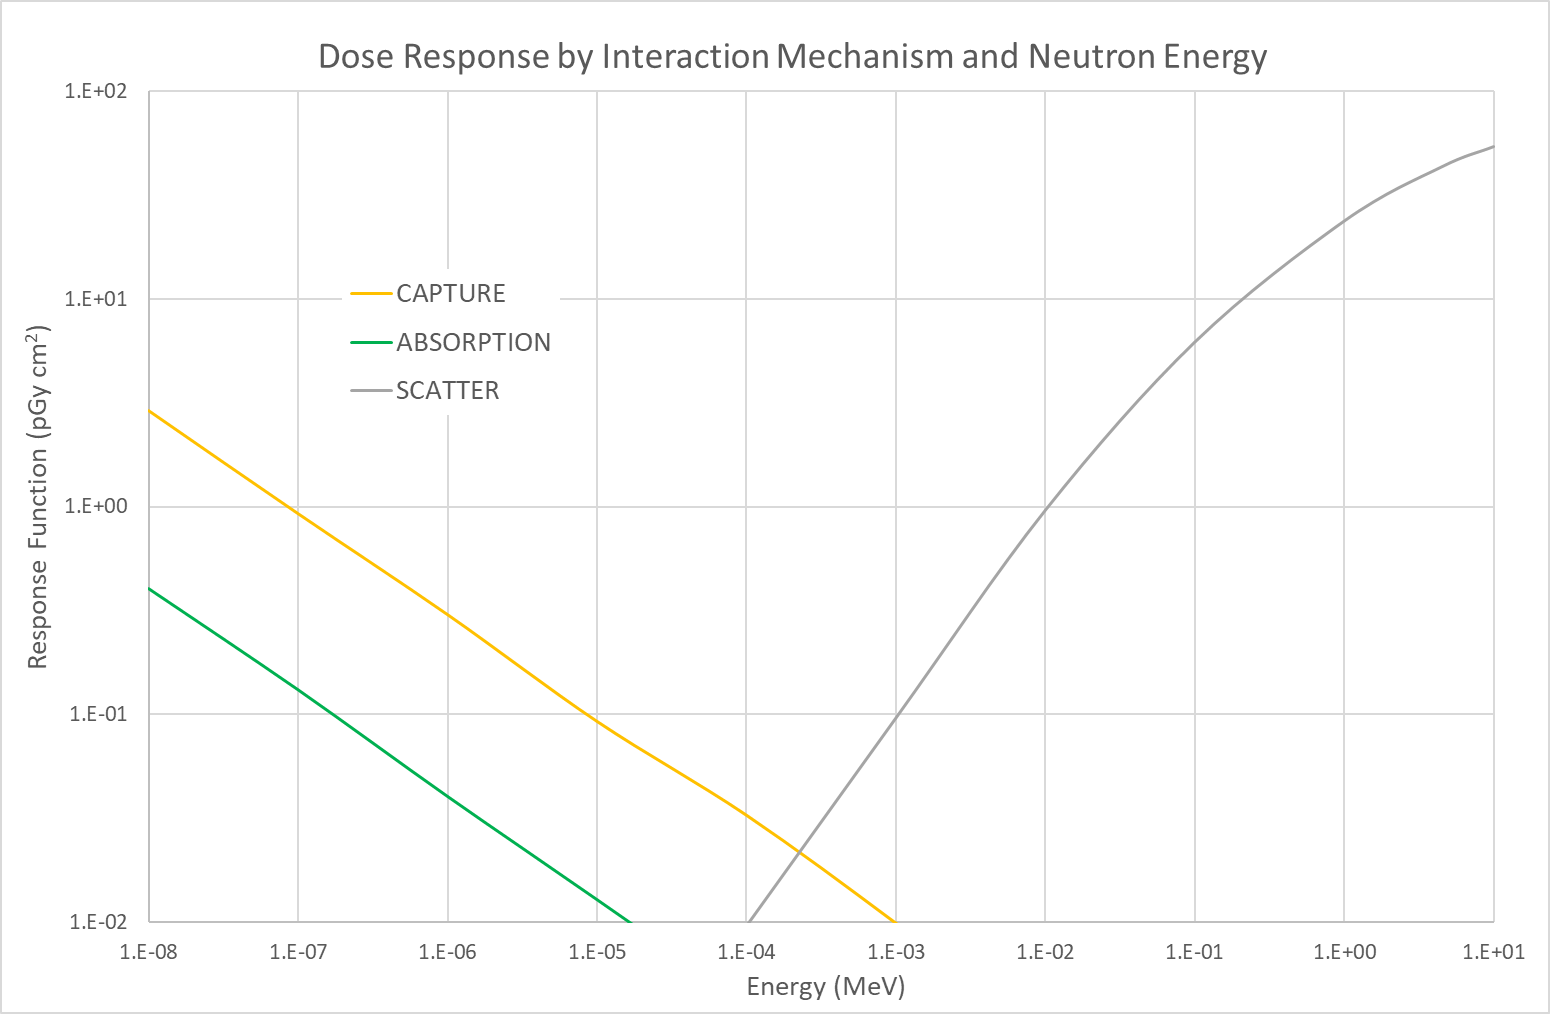 Dose Response by Interaction Mechanism and Neutron Energy
1.E+02
1.E+01
1.E+00
1.E-01
1.E-02
Response Function (pGy cm²)
CAPTURE
ABSORPTION
SCATTER
1.E-08 1.E-07 1.E-06 1.E-05 1.E-04 1.E-03 1.E-02 1.E-01 1.E+00 1.E+01
Energy (MeV)